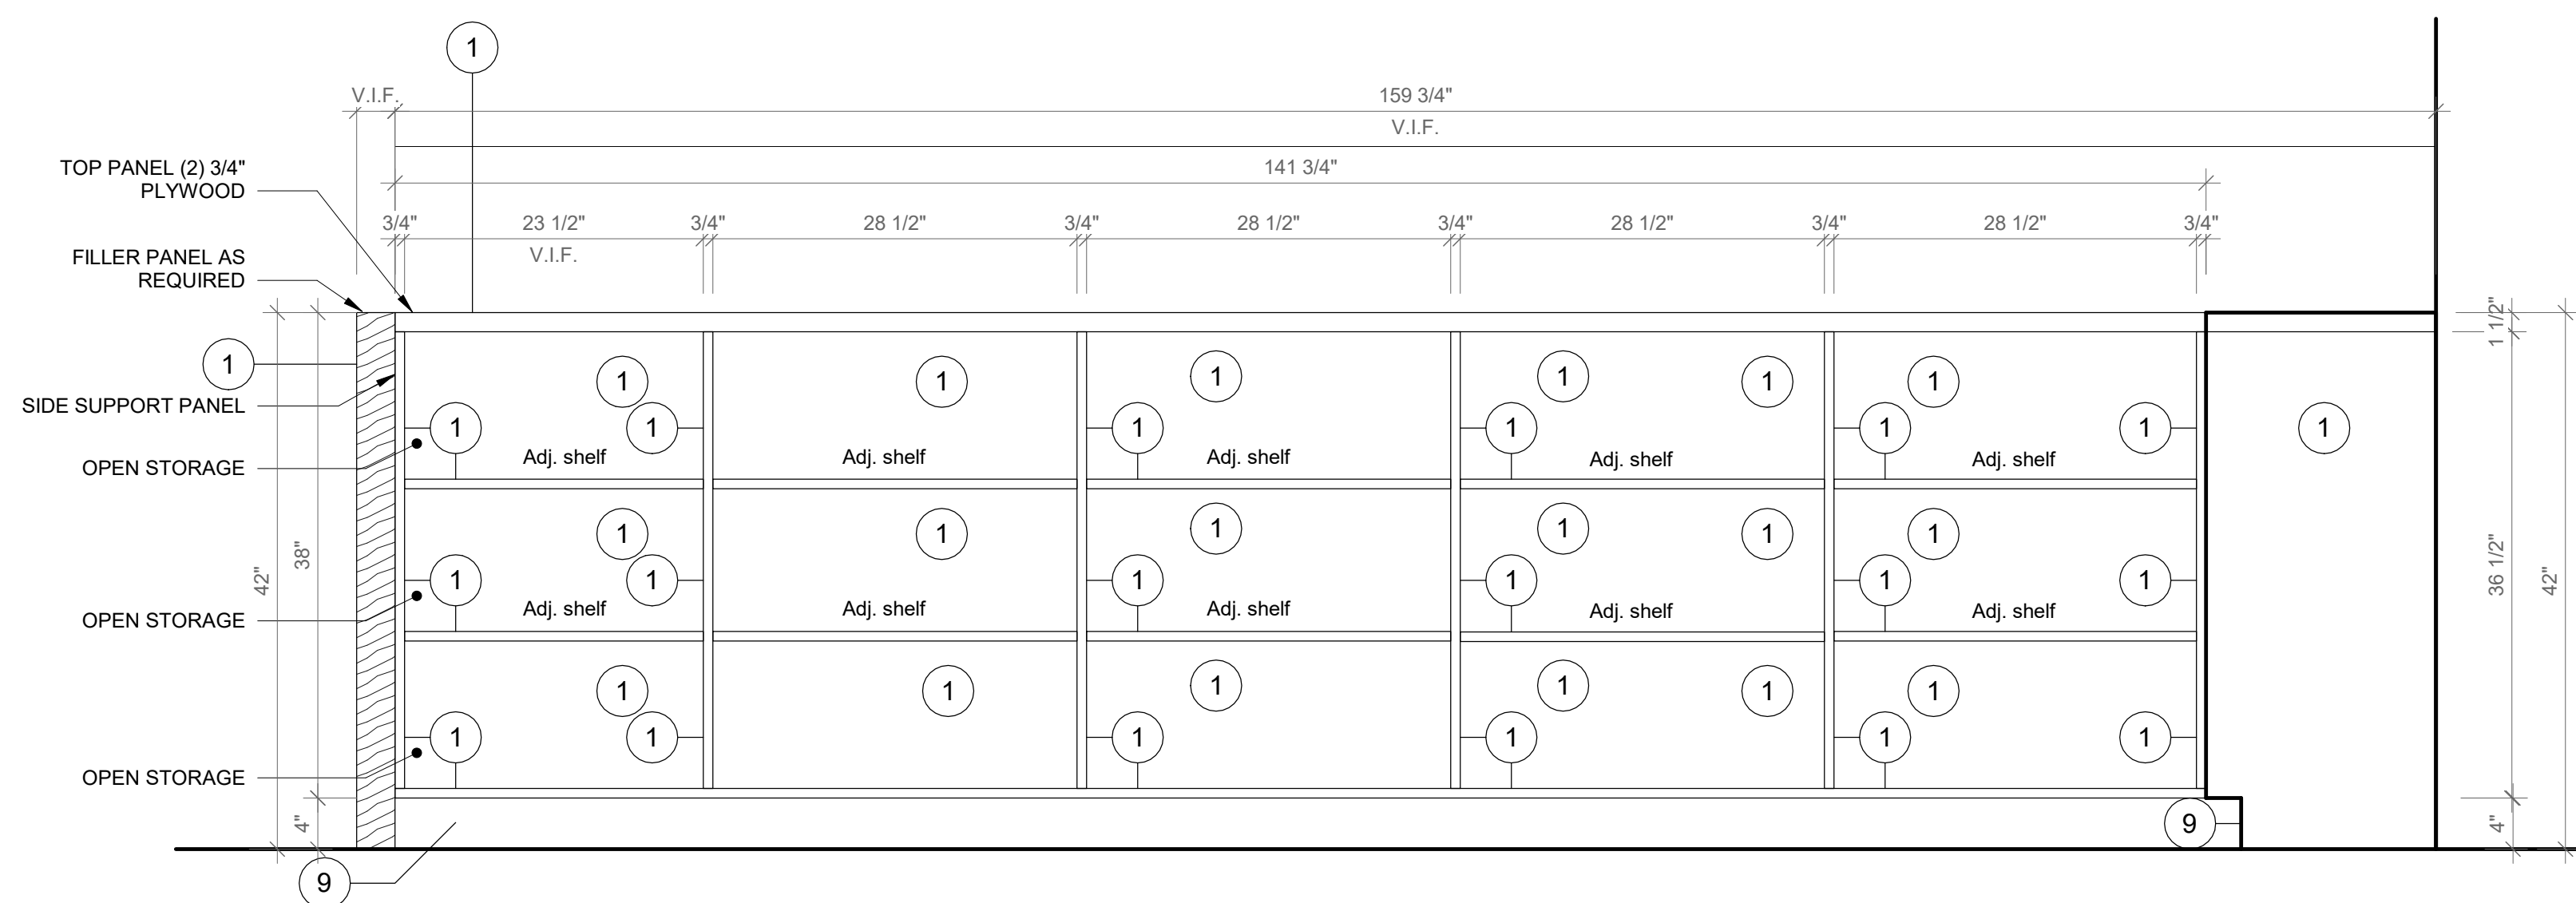 1
V.I.F.
159 3/4"
V.I.F.
141 3/4"
TOP PANEL (2) 3/4"
PLYWOOD
3/4" 23 1/2" 3/4" 28 1/2" 3/4" 28 1/2" 3/4" 28 1/2" 3/4" 28 1/2" 3/4"
V.I.F.
FILLER PANEL AS
REQUIRED
1 1/2"
1
SIDE SUPPORT PANEL
1 1 1 1 1 1
1 1 1 1 1 1 1
Adj. shelf Adj. shelf Adj. shelf Adj. shelf Adj. shelf
OPEN STORAGE
42" 38" 36 1/2" 42"
1 1 1 1 1 1
1 1 1 1 1 1
Adj. shelf Adj. shelf Adj. shelf Adj. shelf Adj. shelf
OPEN STORAGE
1 1 1 1 1 1
1 1 1 1 1 1
OPEN STORAGE
4" 9 4"
9